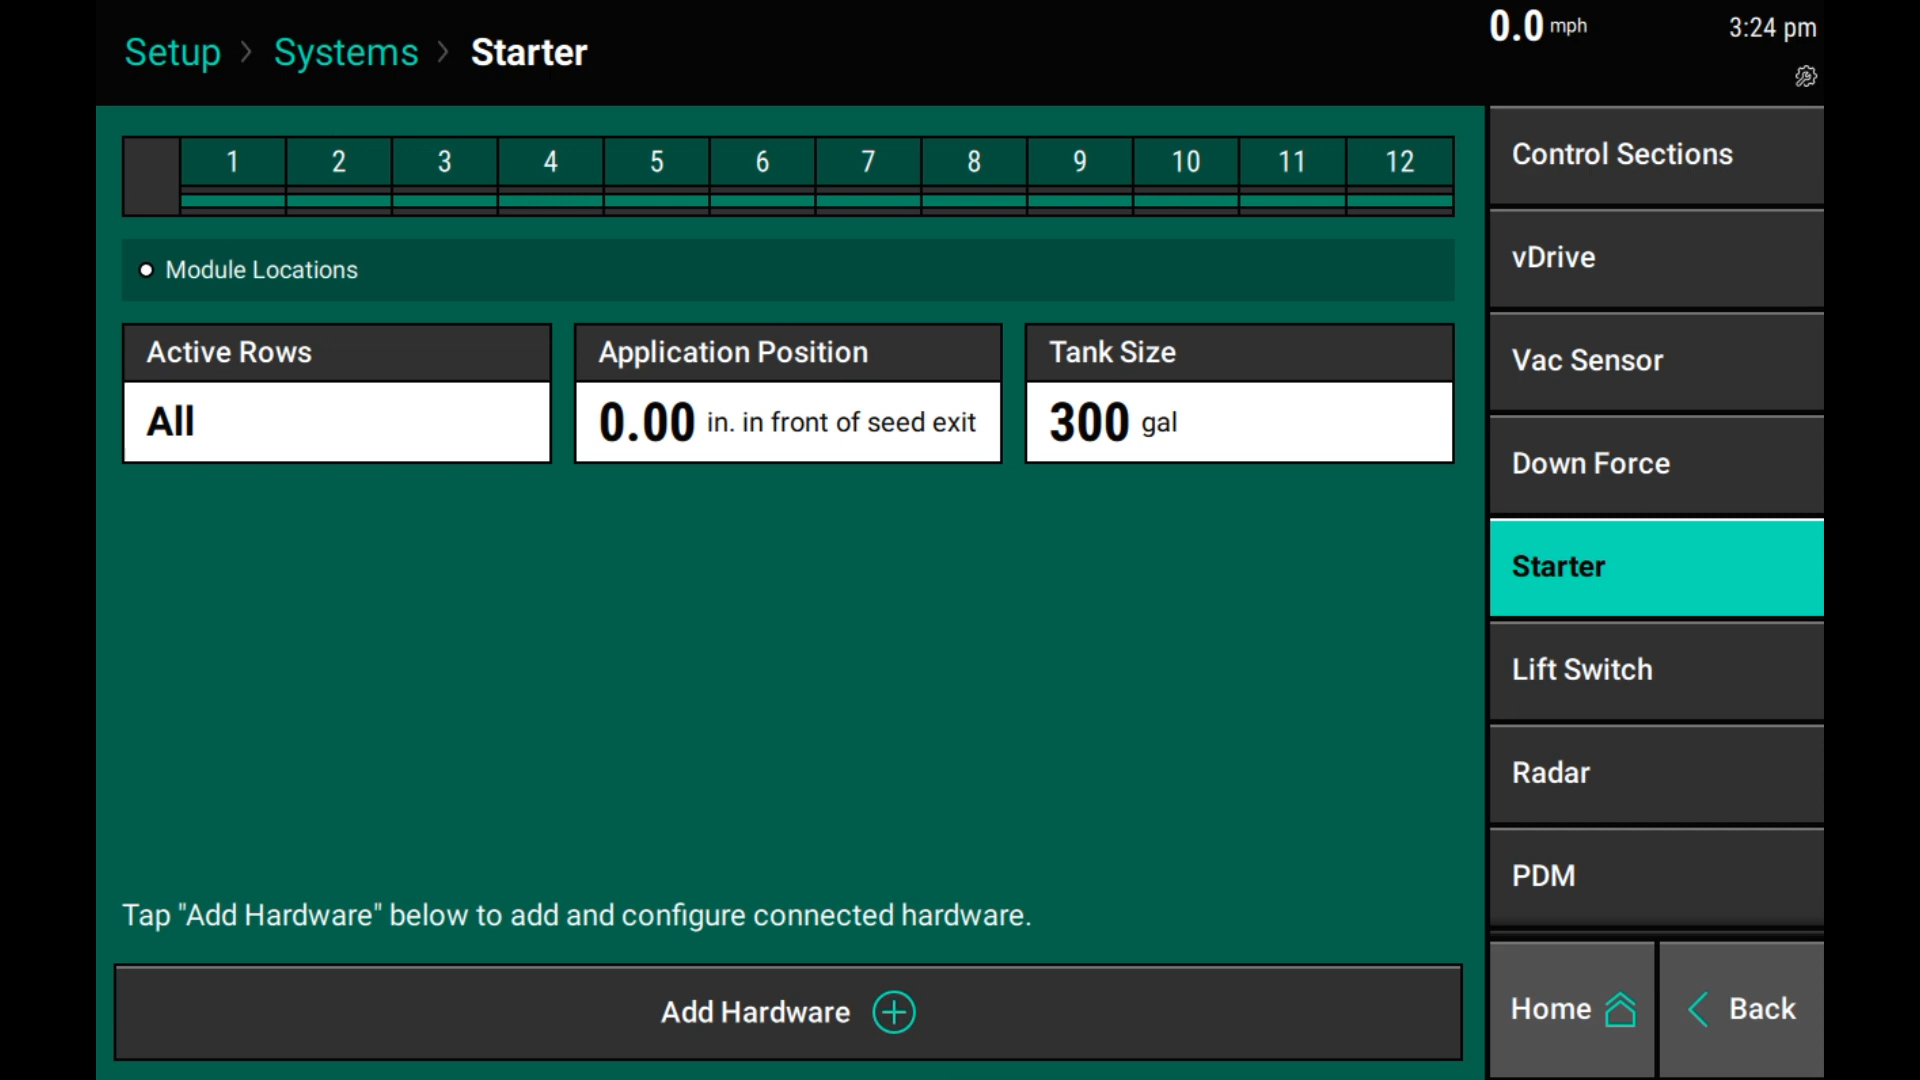 Setup > Systems > Starter
0.0 mph
3:24 pm
1 2 3 4 5 6 7 8 9 10 11 12
Module Locations
Active Rows
All
Application Position
0.00 in. in front of seed exit
Tank Size
300 gal
Tap "Add Hardware" below to add and configure connected hardware.
Add Hardware
Control Sections
vDrive
Vac Sensor
Down Force
Starter
Lift Switch
Radar
PDM
Home
Back